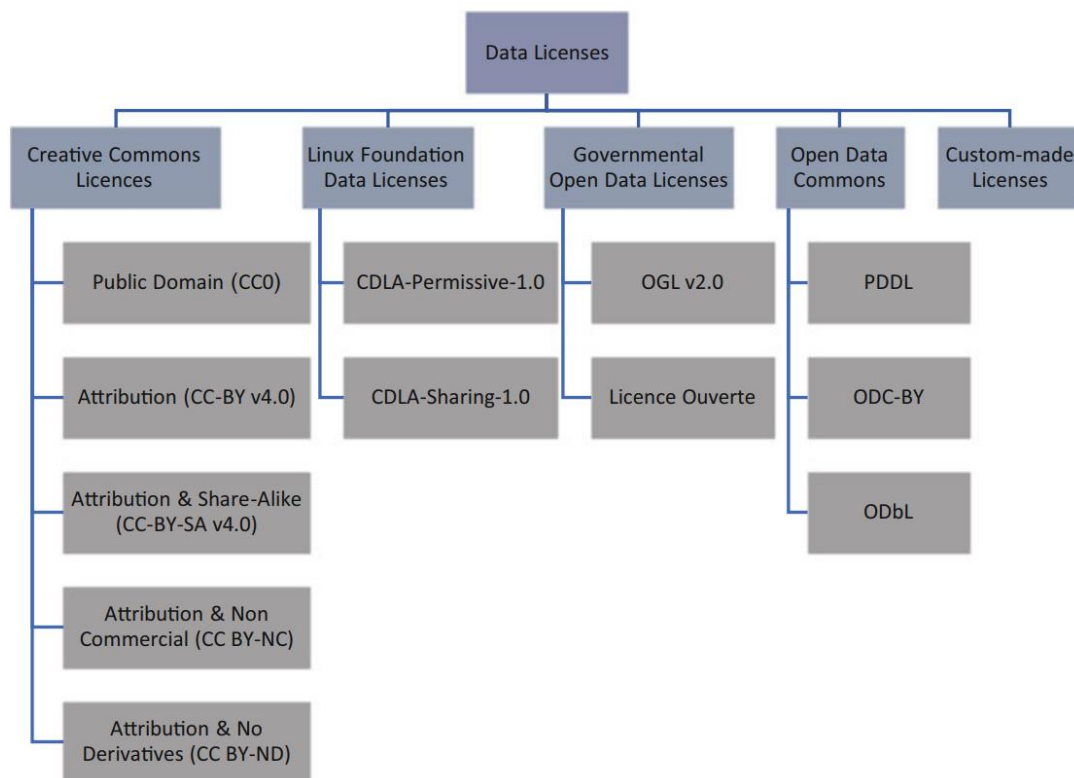 Data Licenses
Creative Commons
Licences
Linux Foundation
Data Licenses
Governmental
Open Data Licenses
Open Data
Commons
Custom-made
Licenses
Public Domain (CC0)
CDLA-Permissive-1.0
OGL v2.0
PDDL
Attribution (CC-BY v4.0)
CDLA-Sharing-1.0
Licence Ouverte
ODC-BY
Attribution & Share-Alike
(CC-BY-SA v4.0)
ODbL
Attribution & Non
Commercial (CC BY-NC)
Attribution & No
Derivatives (CC BY-ND)